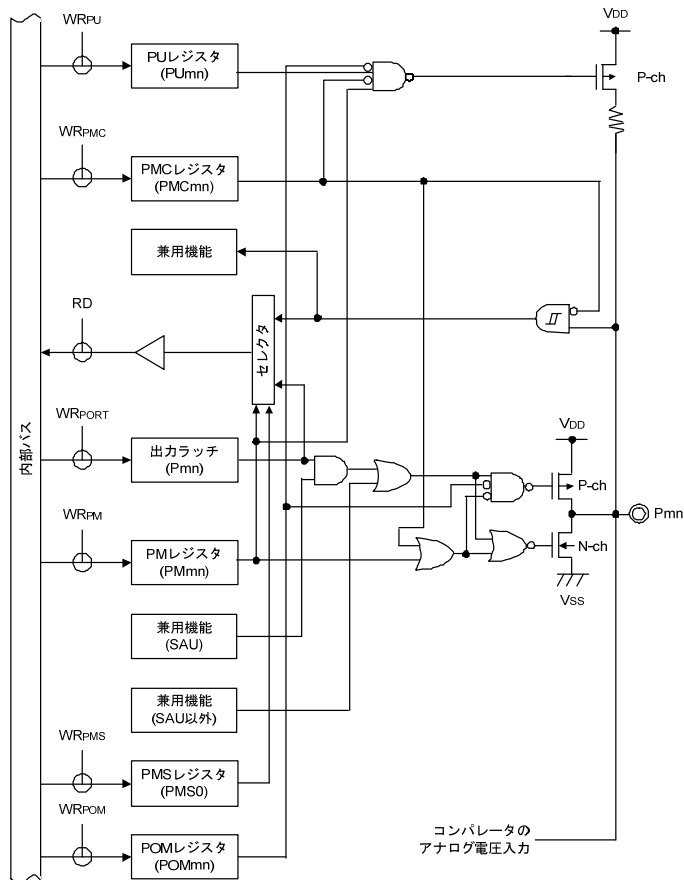 WRPU
PUレジスタ
(PUmn)
VDD
P-ch
WRPMC
PMCレジスタ
(PMCmn)
兼用機能
RD
セレクタ
内部バス
WRPORT
出力ラッチ
(Pmn)
VDD
P-ch
Pmn
N-ch
VSS
WRPM
PMレジスタ
(PMmn)
兼用機能
(SAU)
兼用機能
(SAU以外)
WRPMS
PMSレジスタ
(PMS0)
WRPOM
POMレジスタ
(POMmn)
コンパレータの
アナログ電圧入力